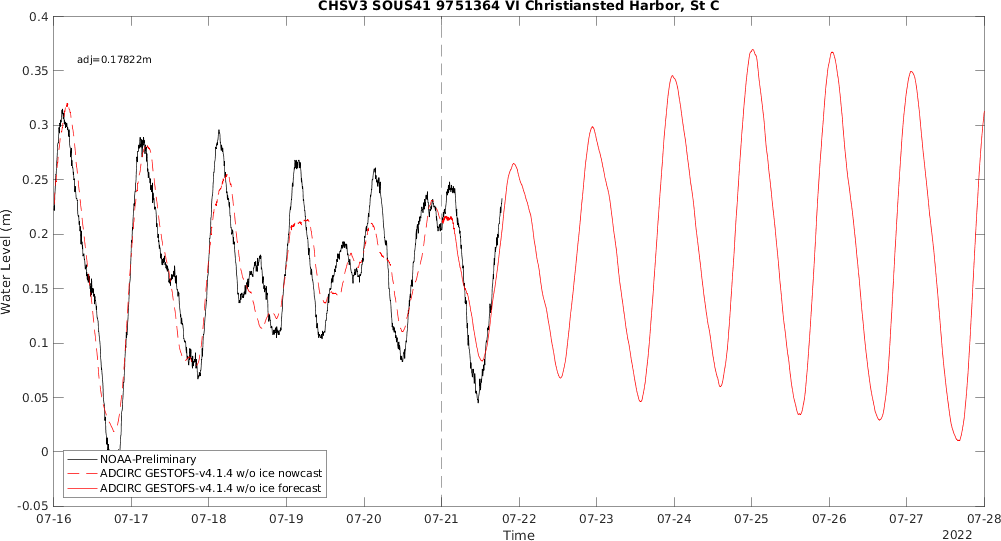 CHSV3 SOUS41 9751364 VI Christiansted Harbor, St C
adj=0.17822m
Water Level (m)
0.4
0.35
0.3
0.25
0.2
0.15
0.1
0.05
0
-0.05
NOAA-Preliminary
ADCIRC GESTOFS-v4.1.4 w/o ice nowcast
ADCIRC GESTOFS-v4.1.4 w/o ice forecast
07-16 07-17 07-18 07-19 07-20 07-21 07-22 07-23 07-24 07-25 07-26 07-27 07-28
Time
2022